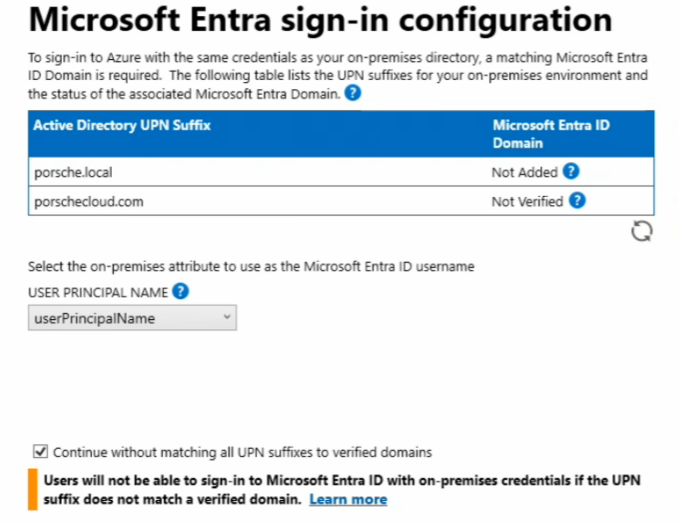 Microsoft Entra sign-in configuration
To sign-in to Azure with the same credentials as your on-premises directory, a matching Microsoft Entra
ID Domain is required. The following table lists the UPN suffixes for your on-premises environment and
the status of the associated Microsoft Entra Domain. ?
Active Directory UPN Suffix Microsoft Entra ID
Domain
porsche.local Not Added ?
porschecloud.com Not Verified ?
Select the on-premises attribute to use as the Microsoft Entra ID username
USER PRINCIPAL NAME ?
userPrincipalName
Continue without matching all UPN suffixes to verified domains
Users will not be able to sign-in to Microsoft Entra ID with on-premises credentials if the UPN
suffix does not match a verified domain. Learn more